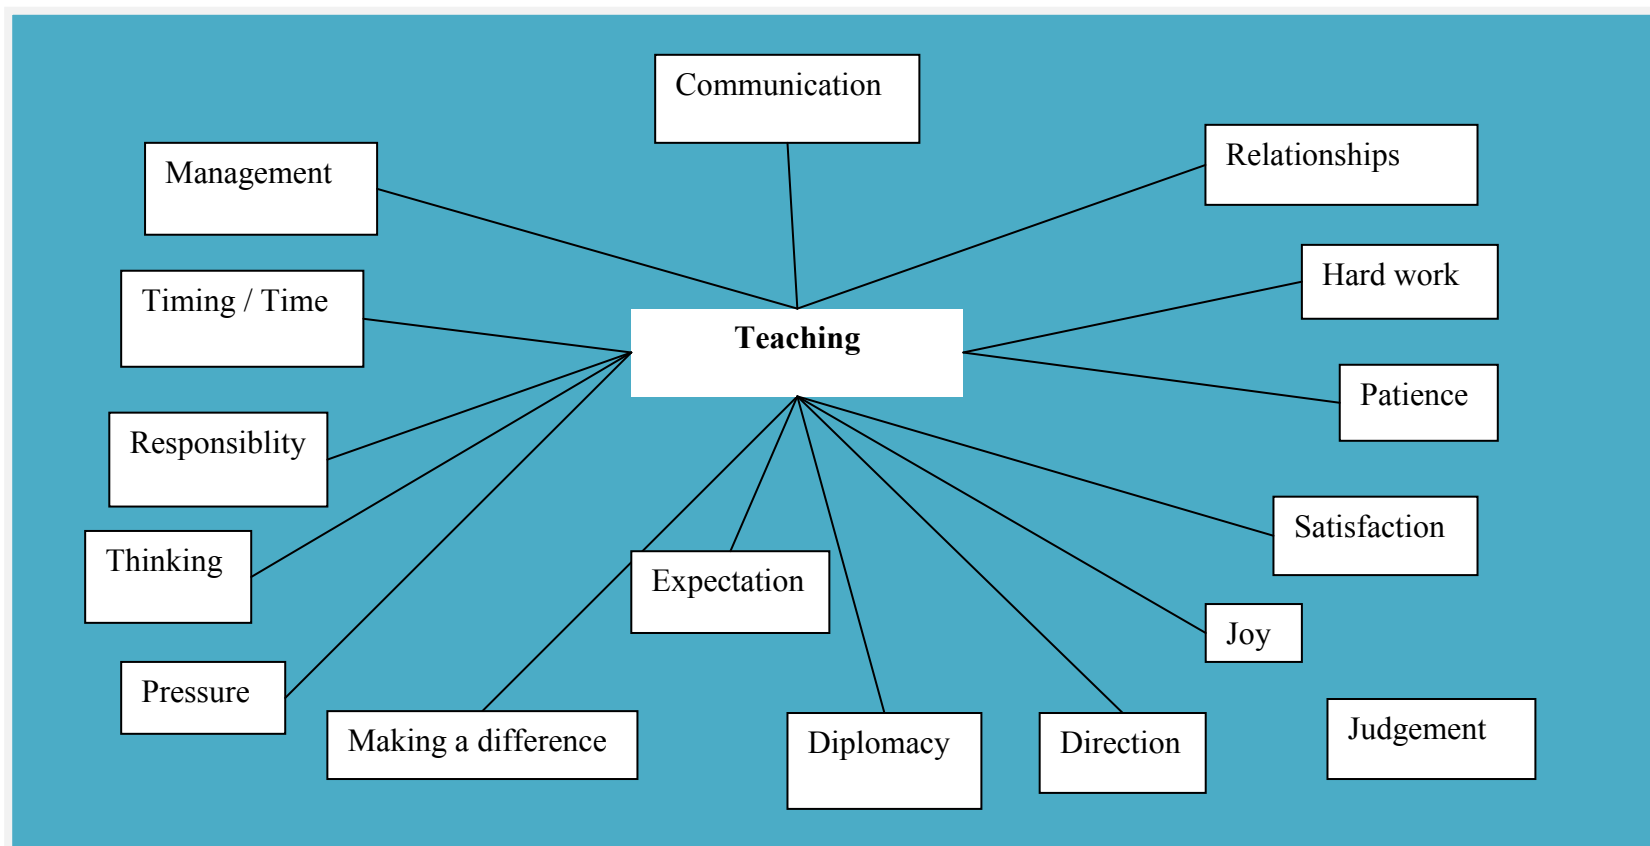 Communication
Relationships
Management
Hard work
Timing / Time
Teaching
Patience
Responsiblity
Satisfaction
Thinking
Expectation
Joy
Pressure
Making a difference
Diplomacy
Direction
Judgement